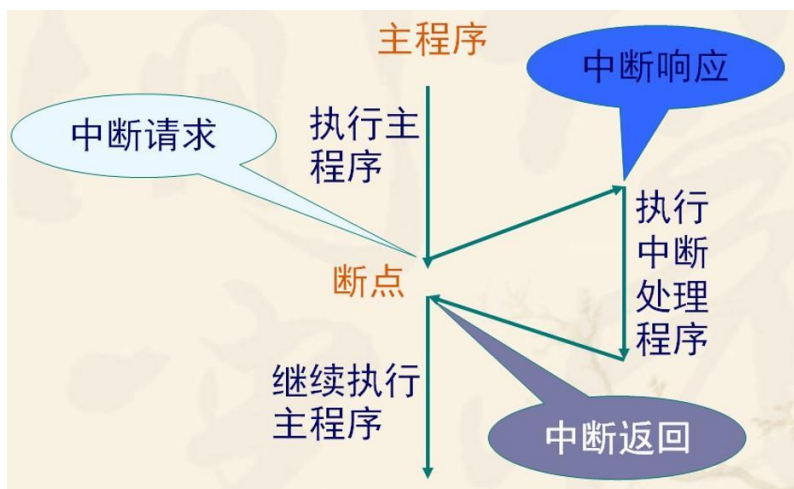 主程序
中断响应
中断请求
执行主
程序
执行
中断
处理
程序
断点
继续执行
主程序
中断返回